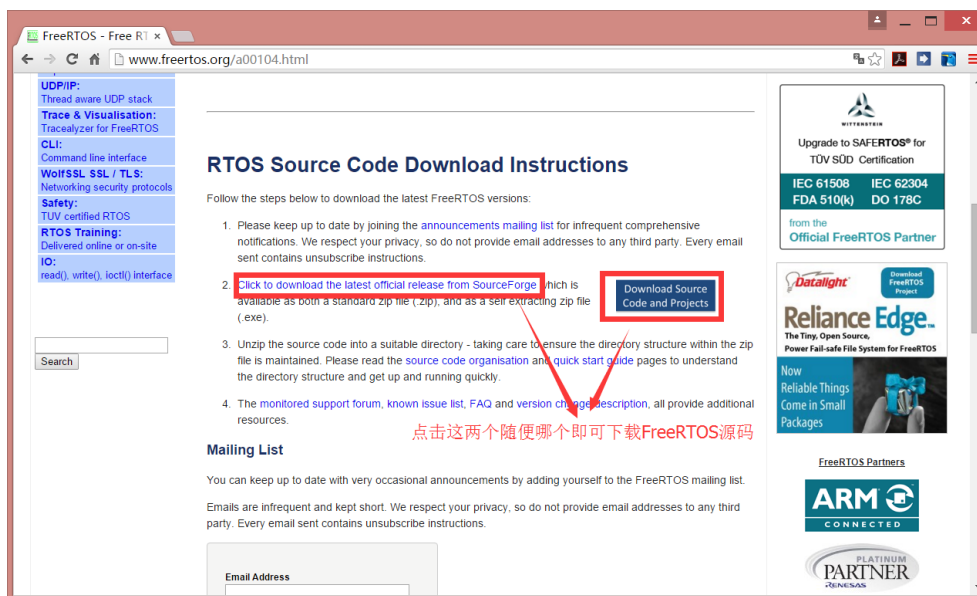 FreeRTOS - Free RT
www.freertos.org/a00104.html
UDP/IP:
Thread aware UDP stack
Trace & Visualisation:
Tracealyzer for FreeRTOS
CLI:
Command line interface
WolfSSL SSL / TLS:
Networking security protocols
Safety:
TUV certified RTOS
RTOS Training:
Delivered online or on-site
IO:
read(), write(), ioctl() interface
Search
RTOS Source Code Download Instructions
Follow the steps below to download the latest FreeRTOS versions:
1. Please keep up to date by joining the announcements mailing list for infrequent comprehensive
notifications. We respect your privacy, so do not provide email addresses to any third party. Every email
sent contains unsubscribe instructions.
2. Click to download the latest official release from SourceForge which is
available as both a standard zip file (.zip), and as a self extracting zip file
(.exe).
Download Source
Code and Projects
3. Unzip the source code into a suitable directory - taking care to ensure the directory structure within the zip
file is maintained. Please read the source code organisation and quick start guide pages to understand
the directory structure and get up and running quickly.
4. The monitored support forum, known issue list, FAQ and version change description, all provide additional
resources.
点击这两个随便哪个即可下载FreeRTOS源码
Mailing List
You can keep up to date with very occasional announcements by adding yourself to the FreeRTOS mailing list.
Emails are infrequent and kept short. We respect your privacy, so do not provide email addresses to any third
party. Every email sent contains unsubscribe instructions.
Email Address
WITTENSTEIN
Upgrade to SAFERTOS® for
TÜV SÜD Certification
IEC 61508 IEC 62304
FDA 510(k) DO 178C
from the
Official FreeRTOS Partner
Datalight
Download
FreeRTOS
Project
Reliance Edge™
The Tiny, Open Source,
Power Fail-safe File System for FreeRTOS
Now
Reliable Things
Come in Small
Packages
FreeRTOS Partners
ARM
CONNECTED
PLATINUM
PARTNER
RENESAS